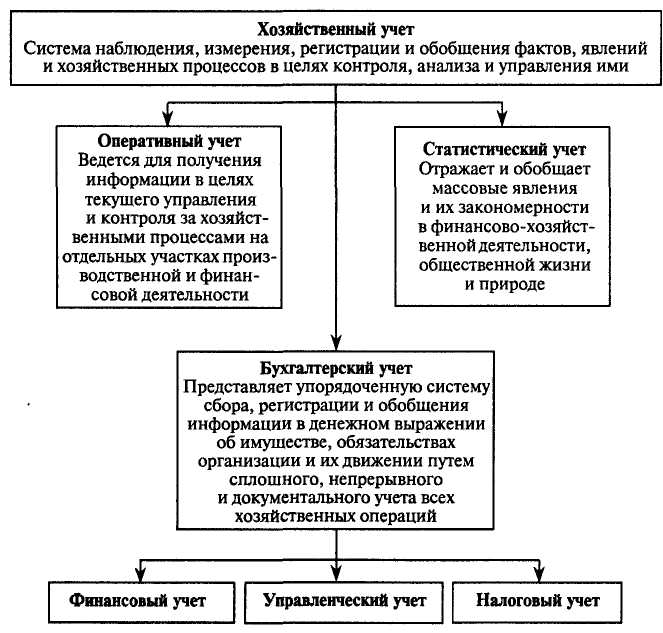 Хозяйственный учет
Система наблюдения, измерения, регистрации и обобщения фактов, явлений
и хозяйственных процессов в целях контроля, анализа и управления ими
Оперативный учет
Ведется для получения
информации в целях
текущего управления
и контроля за хозяйст-
венными процессами на
отдельных участках произ-
водственной и финан-
совой деятельности
Статистический учет
Отражает и обобщает
массовые явления
и их закономерности
в финансово-хозяйст-
венной деятельности,
общественной жизни
и природе
Бухгалтерский учет
Представляет упорядоченную систему
сбора, регистрации и обобщения
информации в денежном выражении
об имуществе, обязательствах
организации и их движении путем
сплошного, непрерывного
и документального учета всех
хозяйственных операций
Финансовый учет
Управленческий учет
Налоговый учет